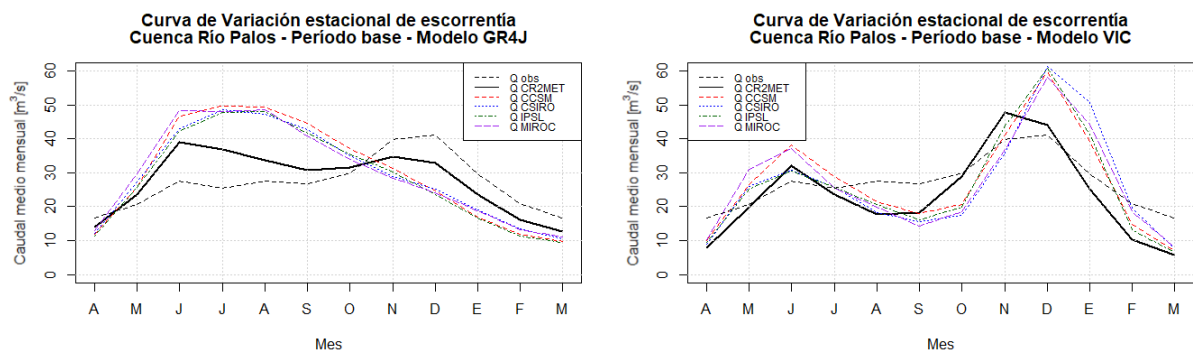 Curva de Variación estacional de escorrentía
Cuenca Río Palos - Período base - Modelo GR4J
Caudal medio mensual [m³/s]
60
50
40
30
20
10
0
Q obs
Q CR2MET
Q CCSM
Q CSIRO
Q IPSL
Q MIROC
A M J J A S O N D E F M
Mes
Curva de Variación estacional de escorrentía
Cuenca Río Palos - Período base - Modelo VIC
Caudal medio mensual [m³/s]
60
50
40
30
20
10
0
Q obs
Q CR2MET
Q CCSM
Q CSIRO
Q IPSL
Q MIROC
A M J J A S O N D E F M
Mes